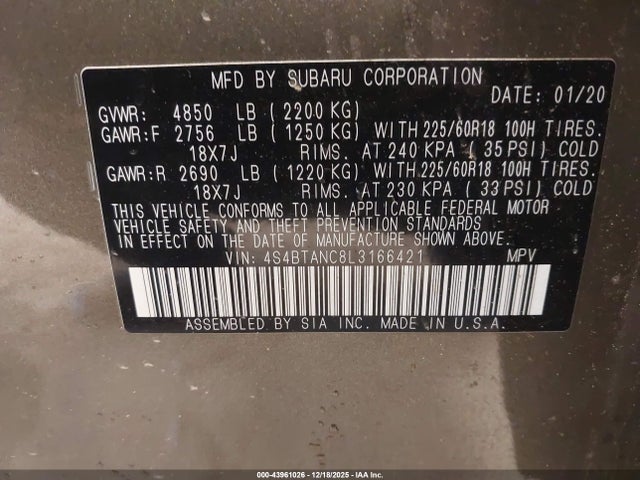 MFD BY SUBARU CORPORATION
DATE: 01/20
GVWR: 4850 LB (2200 KG)
GAWR:F 2756 LB (1250 KG) WITH 225/60R18 100H TIRES.
18X7J RIMS. AT 240 KPA (35 PSI) COLD
GAWR:R 2690 LB (1220 KG) WITH 225/60R18 100H TIRES.
18X7J RIMS. AT 230 KPA (33 PSI) COLD
THIS VEHICLE CONFORMS TO ALL APPLICABLE FEDERAL MOTOR
VEHICLE SAFETY AND THEFT PREVENTION STANDARDS
IN EFFECT ON THE DATE OF MANUFACTURE SHOWN ABOVE.
VIN: 4S4BTANC8L3166421 MPV
ASSEMBLED BY SIA INC. MADE IN U.S.A.
000-43961026 - 12/18/2025 - IAA Inc.